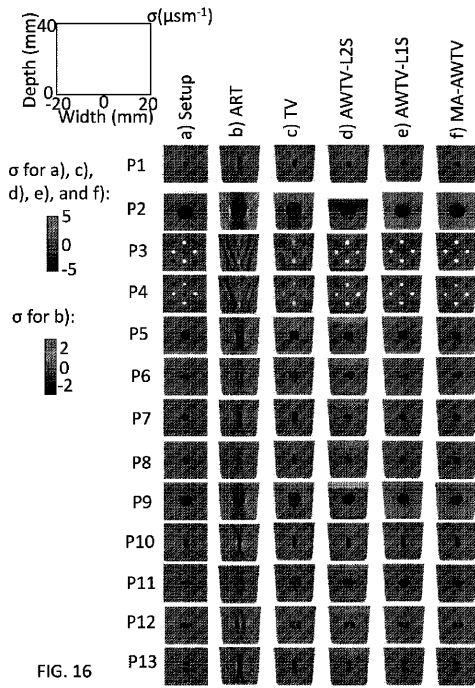 σ(µsm⁻¹)
40
Depth (mm)
0
-20 0 20
Width (mm)
a) Setup
b) ART
c) TV
d) AWTV-L2S
e) AWTV-L1S
f) MA-AWTV
σ for a), c),
d), e), and f):
5
0
-5
σ for b):
2
0
-2
P1
P2
P3
P4
P5
P6
P7
P8
P9
P10
P11
P12
P13
FIG. 16